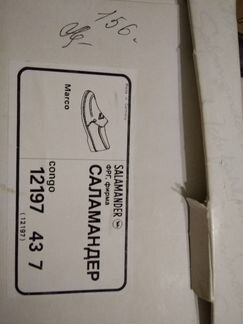 156.-
Marco
SALAMANDER
ФРГ, фирма
САЛАМАНДЕР
congo
12197 43 7
(12197)